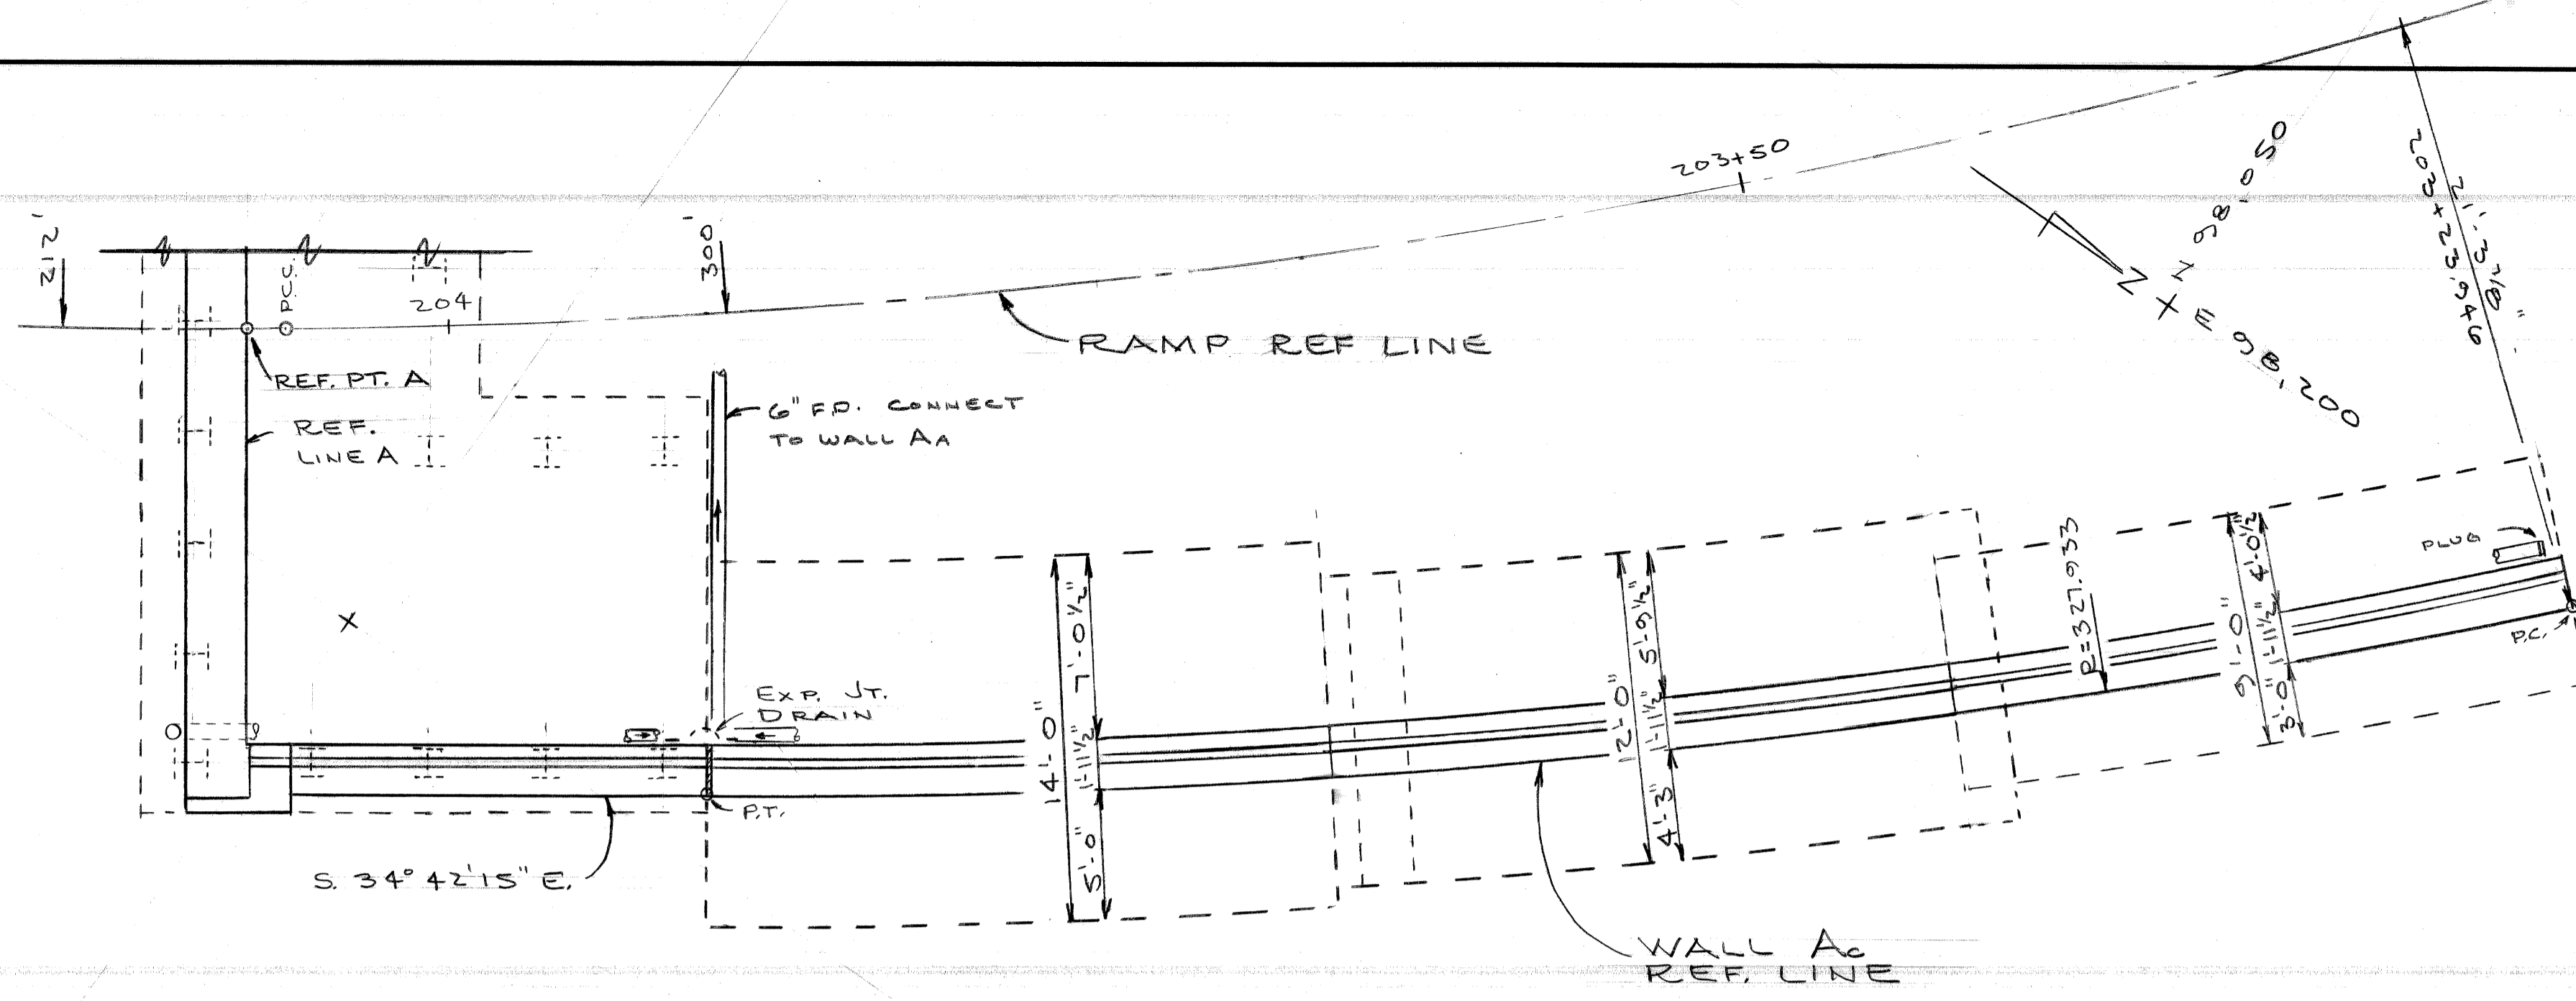 212'
P.C.C.
204
300'
203+50
N 98,050
E 98,200
N
203+23.946
21'-3 1/8"
RAMP REF LINE
REF. PT. A
REF.
LINE A
6" F.D. CONNECT
TO WALL AA
EXP. JT.
DRAIN
P.T.
S. 34° 42' 15" E.
14'-0"
7'-0 1/2"
1'-11 1/2"
5'-0"
12'-0"
5'-9 1/2"
1'-11 1/2"
4'-3"
R=327.933
9'-0"
4'-0 1/2"
1'-11 1/2"
3'-0"
PLUG
P.C.
WALL Ac
REF. LINE